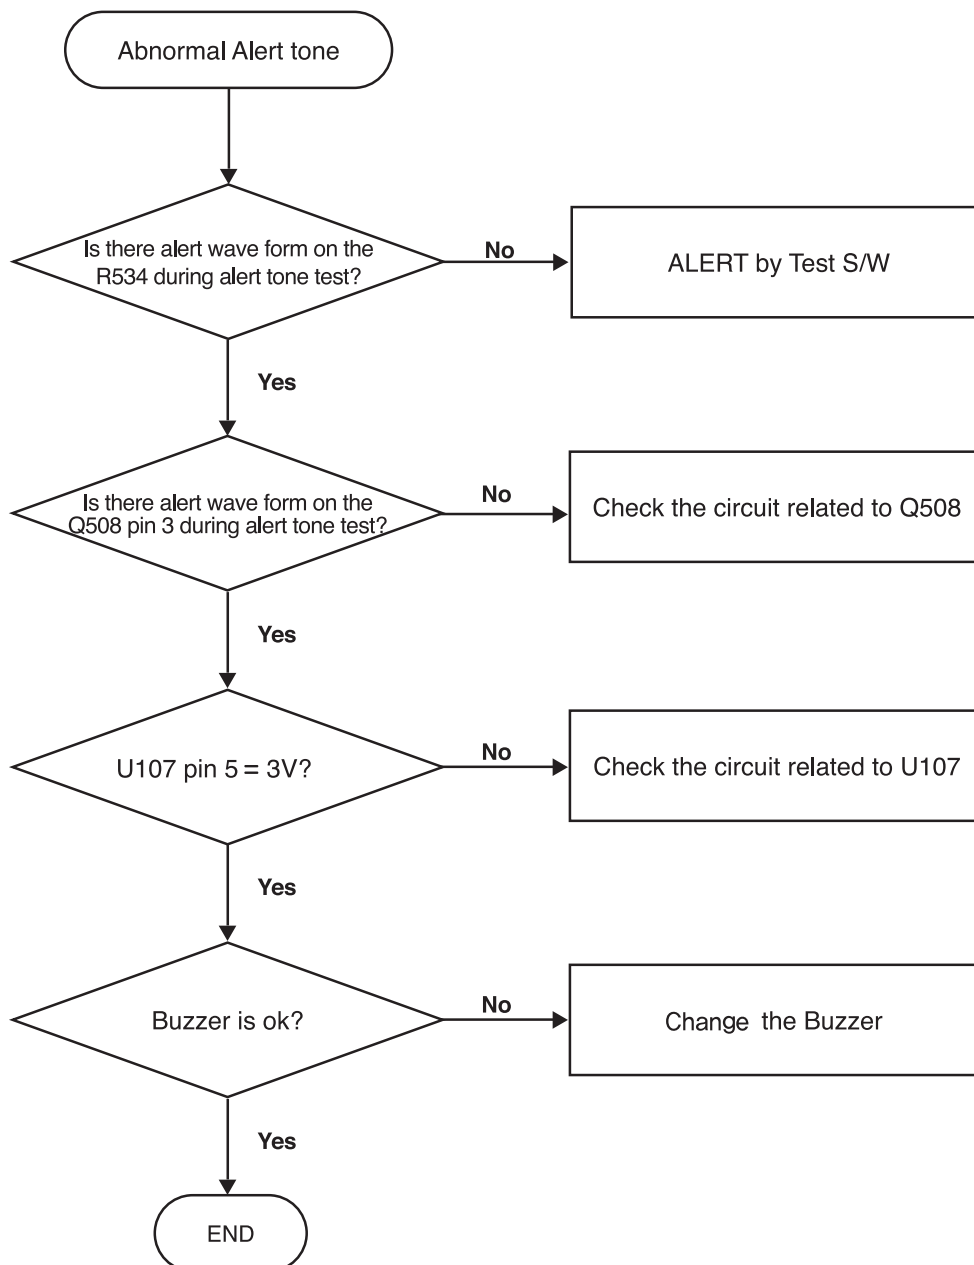 Abnormal Alert tone
Is there alert wave form on the
R534 during alert tone test?
No
ALERT by Test S/W
Yes
Is there alert wave form on the
Q508 pin 3 during alert tone test?
No
Check the circuit related to Q508
Yes
U107 pin 5 = 3V?
No
Check the circuit related to U107
Yes
Buzzer is ok?
No
Change the Buzzer
Yes
END